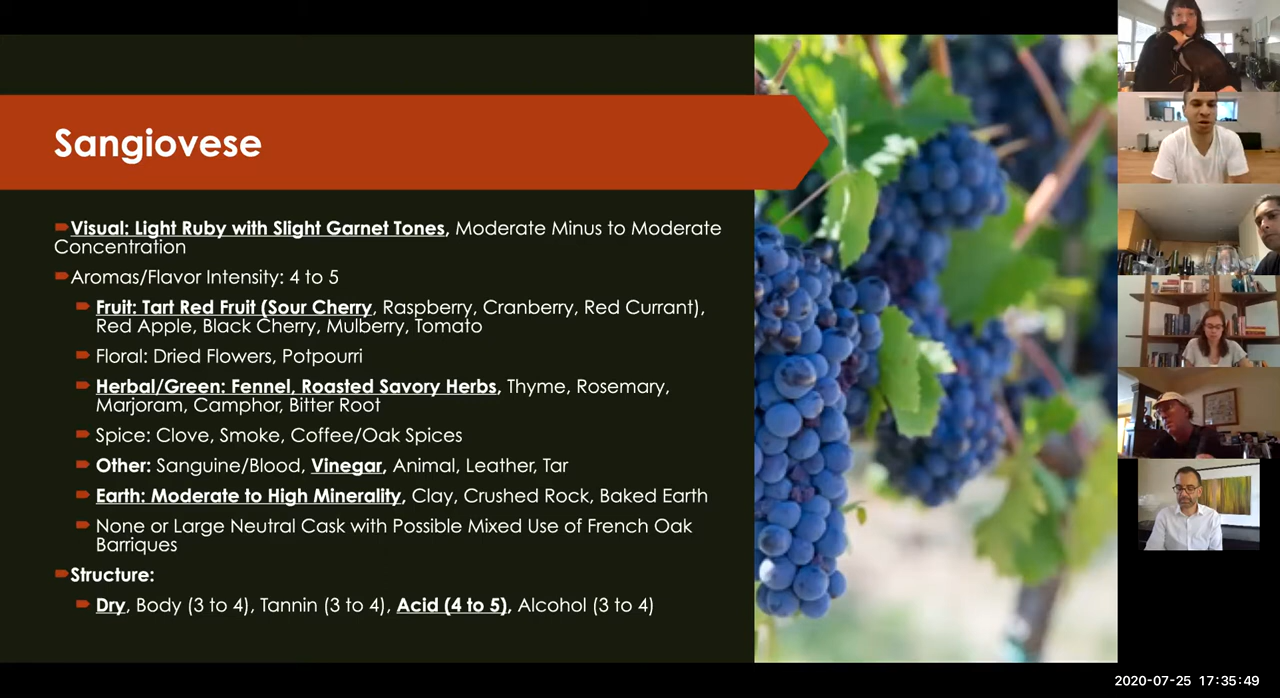 Sangiovese
Visual: Light Ruby with Slight Garnet Tones, Moderate Minus to Moderate
Concentration
Aromas/Flavor Intensity: 4 to 5
Fruit: Tart Red Fruit (Sour Cherry, Raspberry, Cranberry, Red Currant),
Red Apple, Black Cherry, Mulberry, Tomato
Floral: Dried Flowers, Potpourri
Herbal/Green: Fennel, Roasted Savory Herbs, Thyme, Rosemary,
Marjoram, Camphor, Bitter Root
Spice: Clove, Smoke, Coffee/Oak Spices
Other: Sanguine/Blood, Vinegar, Animal, Leather, Tar
Earth: Moderate to High Minerality, Clay, Crushed Rock, Baked Earth
None or Large Neutral Cask with Possible Mixed Use of French Oak
Barriques
Structure:
Dry, Body (3 to 4), Tannin (3 to 4), Acid (4 to 5), Alcohol (3 to 4)
2020-07-25 17:35:49